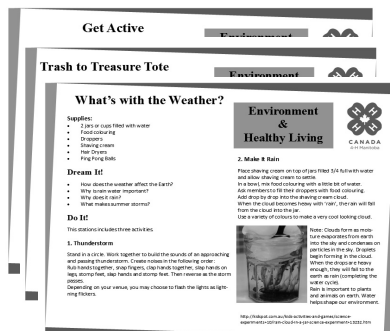 Get Active
Environment
Trash to Treasure Tote
Environment
What's with the Weather?
Supplies:
• 2 jars or cups filled with water
• Food colouring
• Droppers
• Shaving cream
• Hair Dryers
• Ping Pong Balls
Dream It!
• How does the weather affect the Earth?
• Why is rain water important?
• Why does it rain?
• What makes summer storms?
Do It!
This stations includes three activities.
1. Thunderstorm
Stand in a circle. Work together to build the sounds of an approaching
and passing thunderstorm. Create noises in the following order:
Rub hands together, snap fingers, clap hands together, slap hands on
legs, stomp feet, slap hands and stomp feet. Then reverse as the storm
passes.
Depending on your venue, you may choose to flash the lights as light-
ning flickers.
Environment
&
Healthy Living
CANADA
4-H Manitoba
2. Make It Rain
Place shaving cream on top of jars filled 3/4 full with water
and allow shaving cream to settle.
In a bowl, mix food colouring with a little bit of water.
Ask members to fill their droppers with food colouring.
Add drop by drop into the shaving cream cloud.
When the cloud becomes heavy with 'rain', the rain will fall
from the cloud into the jar.
Use a variety of colours to make a very cool looking cloud.
Note: Clouds form as mois-
ture evaporates from earth
into the sky and condenses on
particles in the sky. Droplets
begin forming in the cloud.
When the drops are heavy
enough, they will fall to the
earth as rain (completing the
water cycle).
Rain is important to plants
and animals on earth. Water
helps shape our environment.